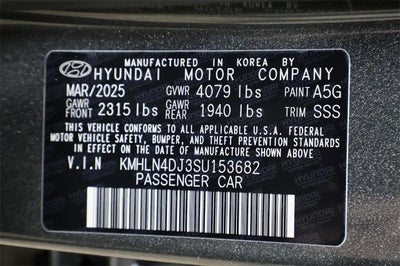 MANUFACTURED IN KOREA BY
HYUNDAI MOTOR COMPANY
MAR/2025 GVWR 4079 lbs PAINT A5G
GAWR FRONT 2315 lbs GAWR REAR 1940 lbs TRIM SSS
THIS VEHICLE CONFORMS TO ALL APPLICABLE U.S.A. FEDERAL
MOTOR VEHICLE SAFETY, BUMPER, AND THEFT PREVENTION
STANDARDS IN EFFECT ON THE DATE OF MANUFACTURE SHOWN ABOVE
V.I.N KMHLN4DJ3SU153682
PASSENGER CAR